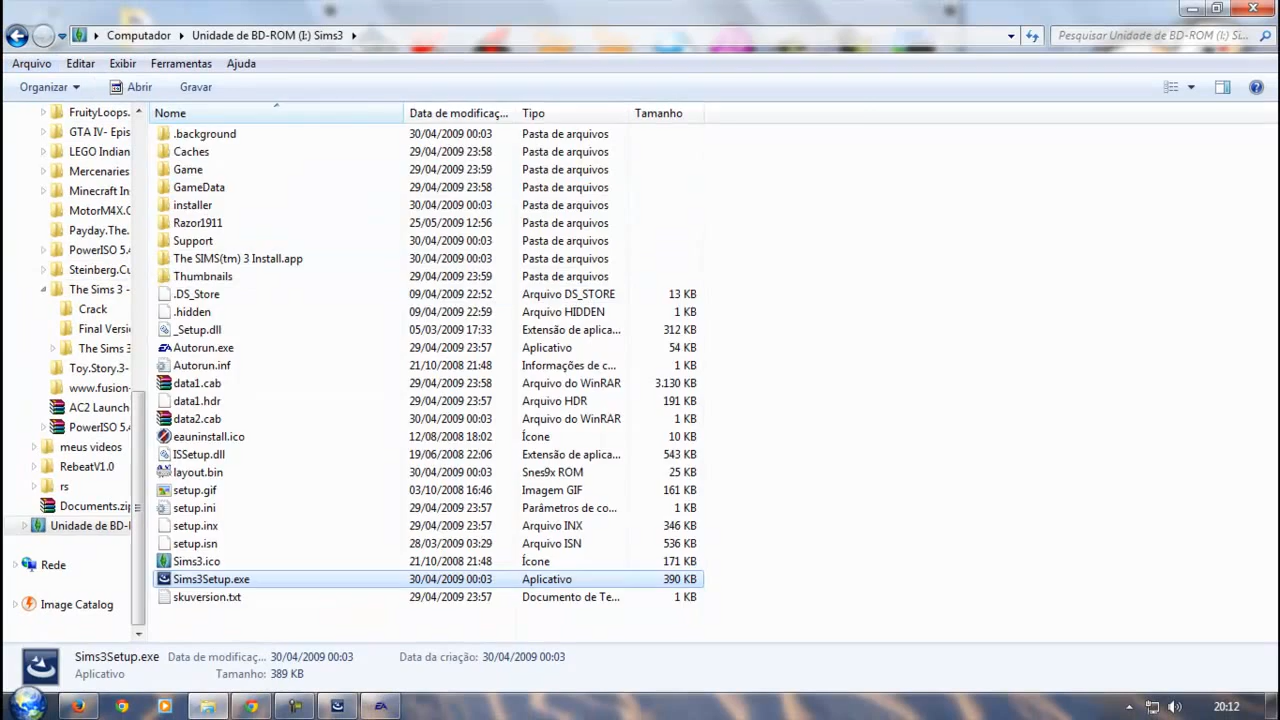 Computador
Unidade de BD-ROM (I:) Sims3
Pesquisar Unidade de BD-ROM (I:) Si...
Arquivo Editar Exibir Ferramentas Ajuda
Organizar Abrir Gravar
FruityLoops.
GTA IV- Epis
LEGO Indian
Mercenaries
Minecraft In
MotorM4X.C
Payday.The.
PowerISO 5.4
Steinberg.Cu
The Sims 3 -
Crack
Final Versi
The Sims 3
Toy.Story.3-
www.fusion-
AC2 Launch
PowerISO 5.4
meus videos
RebeatV1.0
rs
Documents.zip
Unidade de BD-
Rede
Image Catalog
Nome Data de modificaç... Tipo Tamanho
.background 30/04/2009 00:03 Pasta de arquivos
Caches 29/04/2009 23:58 Pasta de arquivos
Game 29/04/2009 23:59 Pasta de arquivos
GameData 29/04/2009 23:58 Pasta de arquivos
installer 30/04/2009 00:03 Pasta de arquivos
Razor1911 25/05/2009 12:56 Pasta de arquivos
Support 30/04/2009 00:03 Pasta de arquivos
The SIMS(tm) 3 Install.app 30/04/2009 00:03 Pasta de arquivos
Thumbnails 29/04/2009 23:59 Pasta de arquivos
.DS_Store 09/04/2009 22:52 Arquivo DS_STORE 13 KB
.hidden 09/04/2009 22:59 Arquivo HIDDEN 1 KB
_Setup.dll 05/03/2009 17:33 Extensão de aplica... 312 KB
Autorun.exe 29/04/2009 23:57 Aplicativo 54 KB
Autorun.inf 21/10/2008 21:48 Informações de c... 1 KB
data1.cab 29/04/2009 23:58 Arquivo do WinRAR 3.130 KB
data1.hdr 29/04/2009 23:57 Arquivo HDR 191 KB
data2.cab 30/04/2009 00:03 Arquivo do WinRAR 1 KB
eauninstall.ico 12/08/2008 18:02 Ícone 10 KB
ISSetup.dll 19/06/2008 22:06 Extensão de aplica... 543 KB
layout.bin 30/04/2009 00:03 Snes9x ROM 25 KB
setup.gif 03/10/2008 16:46 Imagem GIF 161 KB
setup.ini 29/04/2009 23:57 Parâmetros de co... 1 KB
setup.inx 29/04/2009 23:57 Arquivo INX 346 KB
setup.isn 28/03/2009 03:29 Arquivo ISN 536 KB
Sims3.ico 21/10/2008 21:48 Ícone 171 KB
Sims3Setup.exe 30/04/2009 00:03 Aplicativo 390 KB
skuversion.txt 29/04/2009 23:57 Documento de Te... 1 KB
Sims3Setup.exe Data de modificaç... 30/04/2009 00:03 Data da criação: 30/04/2009 00:03
Aplicativo Tamanho: 389 KB
20:12